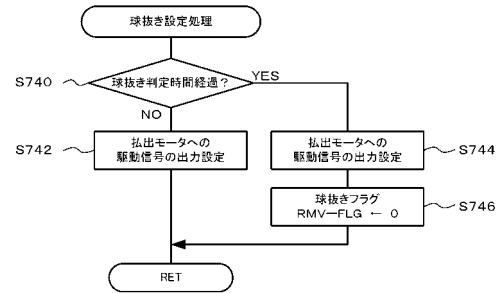 球抜き設定処理
S740
球抜き判定時間経過?
YES
NO
S742
払出モータへの
駆動信号の出力設定
払出モータへの
駆動信号の出力設定
S744
球抜きフラグ
RMV−FLG ← 0
S746
RET